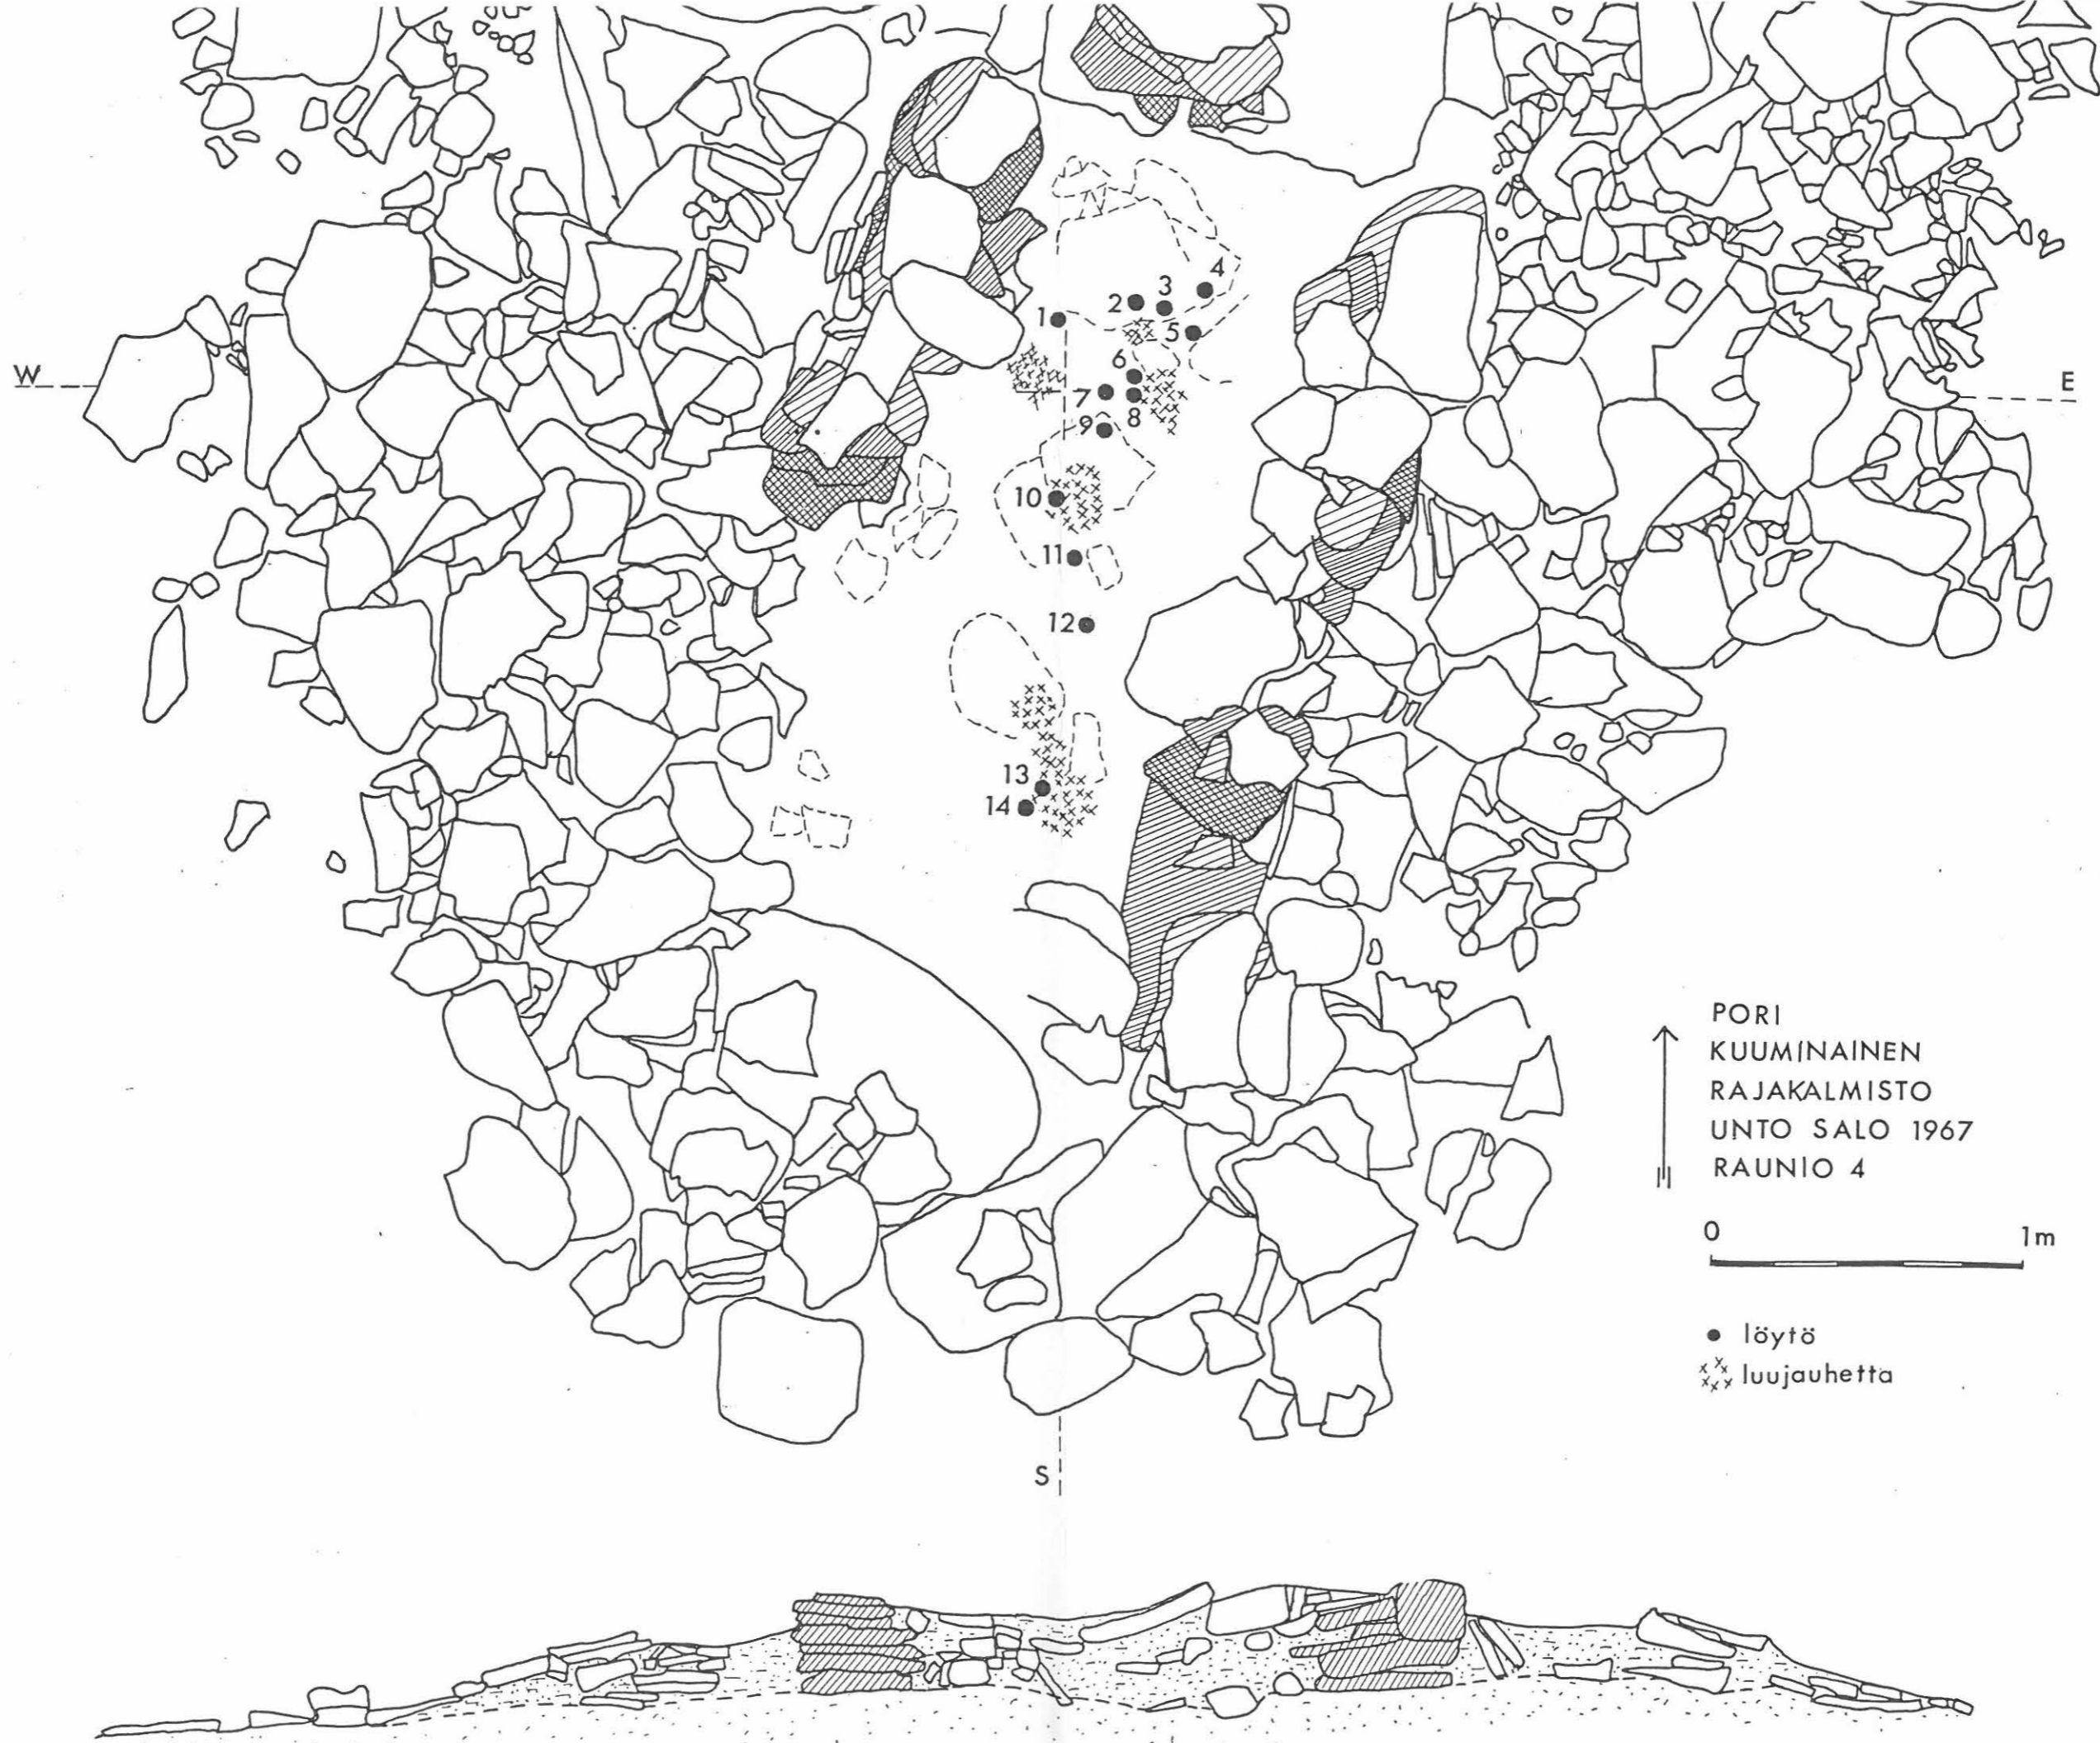 4
3
2
1
5
W
E
6
7
8
9
10
11
12
13
14
PORI
KUUMINAINEN
RAJAKALMISTO
UNTO SALO 1967
RAUNIO 4
0 1m
löytö
luujauhetta
S